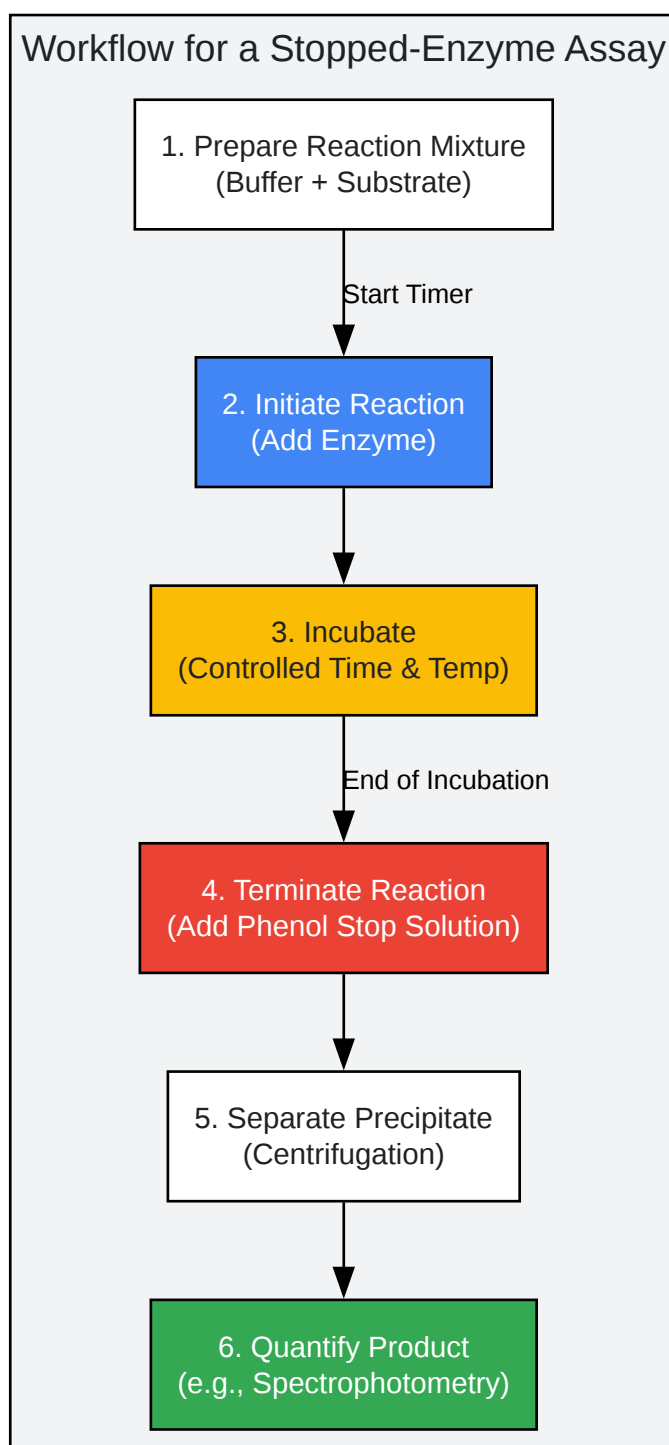 Workflow for a Stopped-Enzyme Assay
1. Prepare Reaction Mixture
(Buffer + Substrate)
Start Timer
2. Initiate Reaction
(Add Enzyme)
3. Incubate
(Controlled Time & Temp)
End of Incubation
4. Terminate Reaction
(Add Phenol Stop Solution)
5. Separate Precipitate
(Centrifugation)
6. Quantify Product
(e.g., Spectrophotometry)